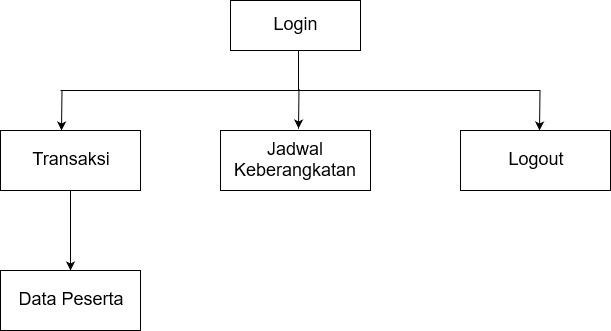 Login
Transaksi
Jadwal
Keberangkatan
Logout
Data Peserta